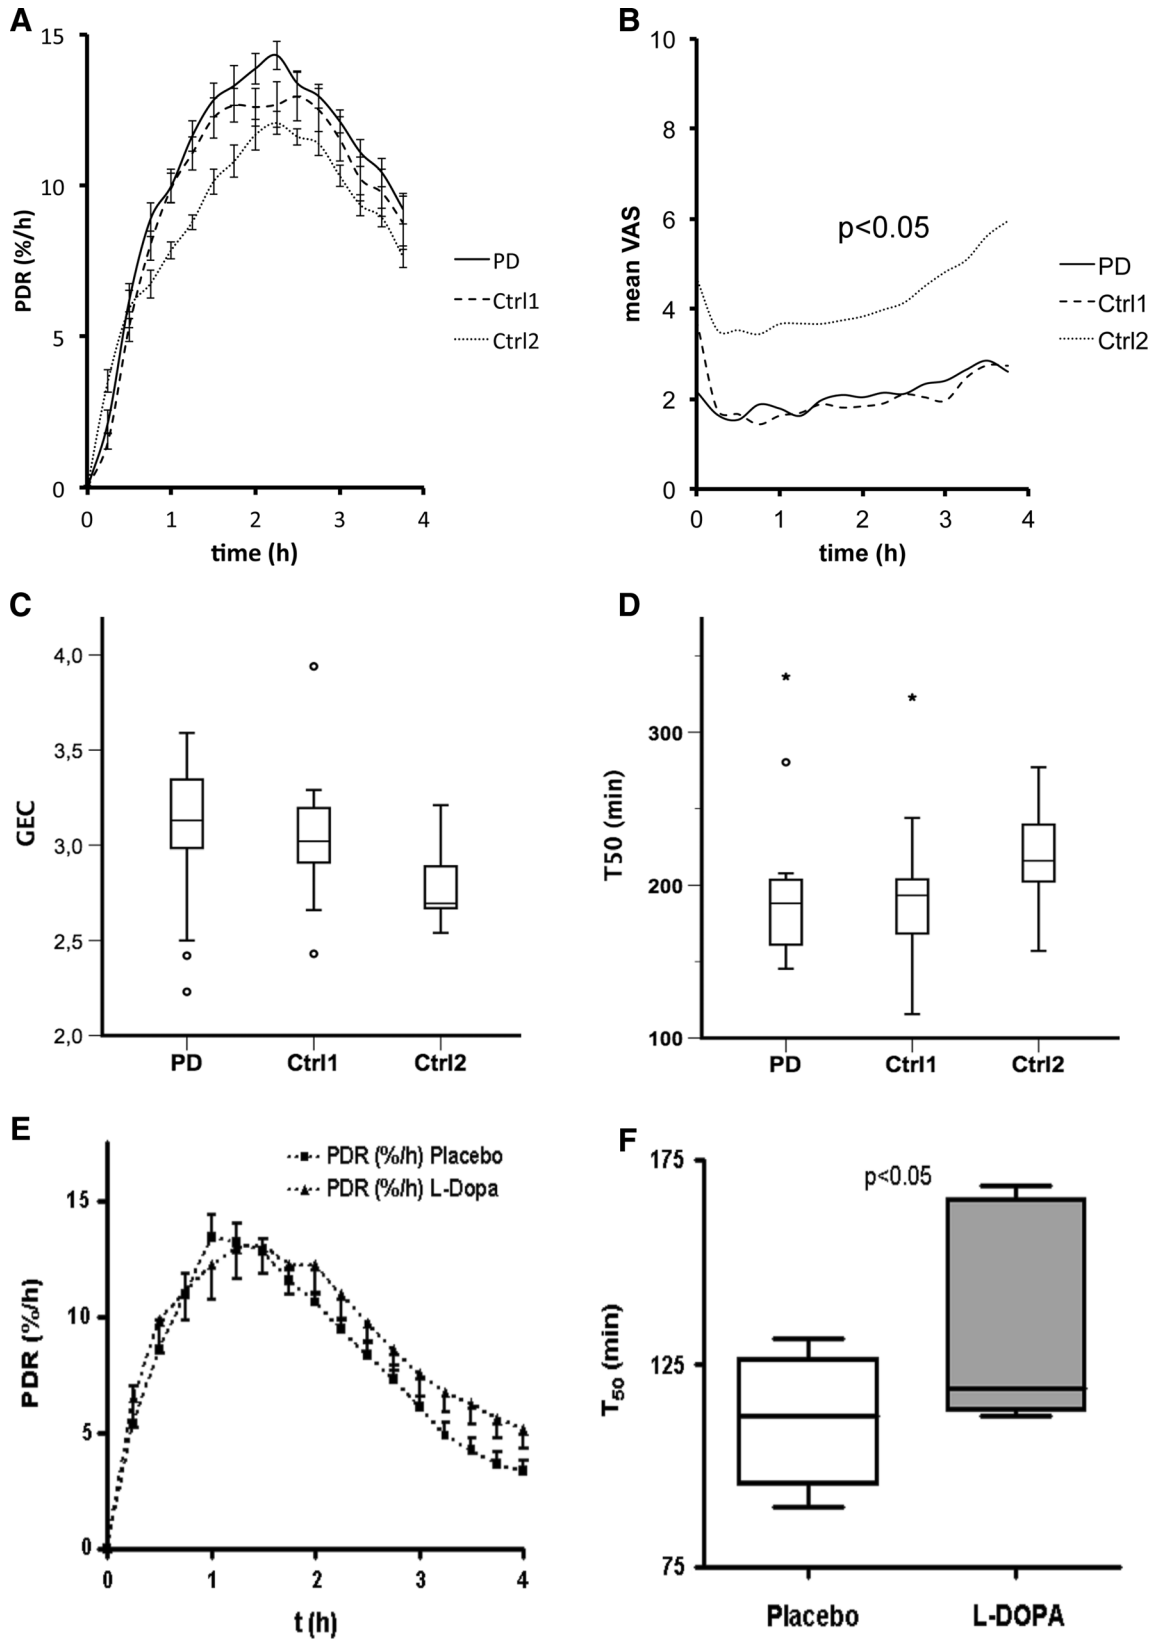 A
15
10
5
0
PDR (%/h)
0 1 2 3 4
time (h)
PD
Ctrl1
Ctrl2
B
10
8
6
4
2
0
mean VAS
p<0.05
0 1 2 3 4
time (h)
PD
Ctrl1
Ctrl2
C
4,0
3,5
3,0
2,5
2,0
GEC
PD Ctrl1 Ctrl2
D
300
200
100
T50 (min)
PD Ctrl1 Ctrl2
E
PDR (%/h) Placebo
PDR (%/h) L-Dopa
15
10
5
0
PDR (%/h)
0 1 2 3 4
t (h)
F
175
125
75
T50 (min)
p<0.05
Placebo L-DOPA